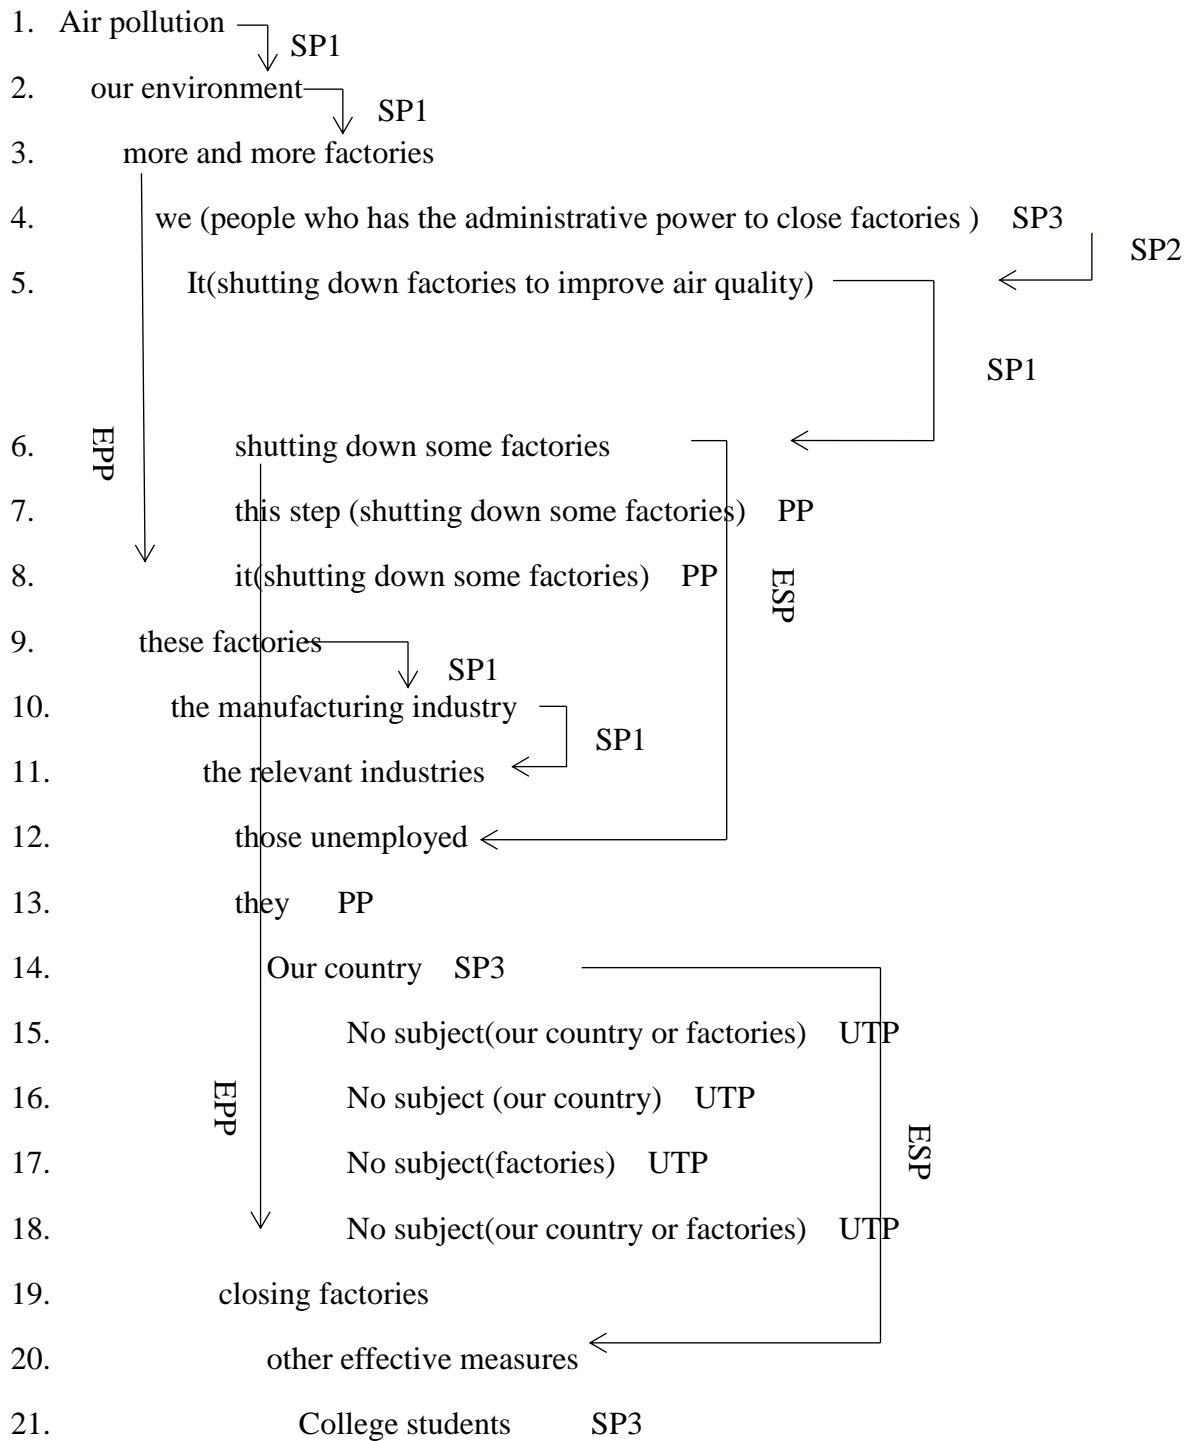 1. Air pollution
SP1
2. our environment
SP1
3. more and more factories
4. we (people who has the administrative power to close factories ) SP3
SP2
5. It(shutting down factories to improve air quality)
SP1
EPP
6. shutting down some factories
7. this step (shutting down some factories) PP
8. it(shutting down some factories) PP
ESP
9. these factories
SP1
10. the manufacturing industry
SP1
11. the relevant industries
12. those unemployed
13. they PP
14. Our country SP3
15. No subject(our country or factories) UTP
EPP
16. No subject (our country) UTP
ESP
17. No subject(factories) UTP
18. No subject(our country or factories) UTP
19. closing factories
20. other effective measures
21. College students SP3